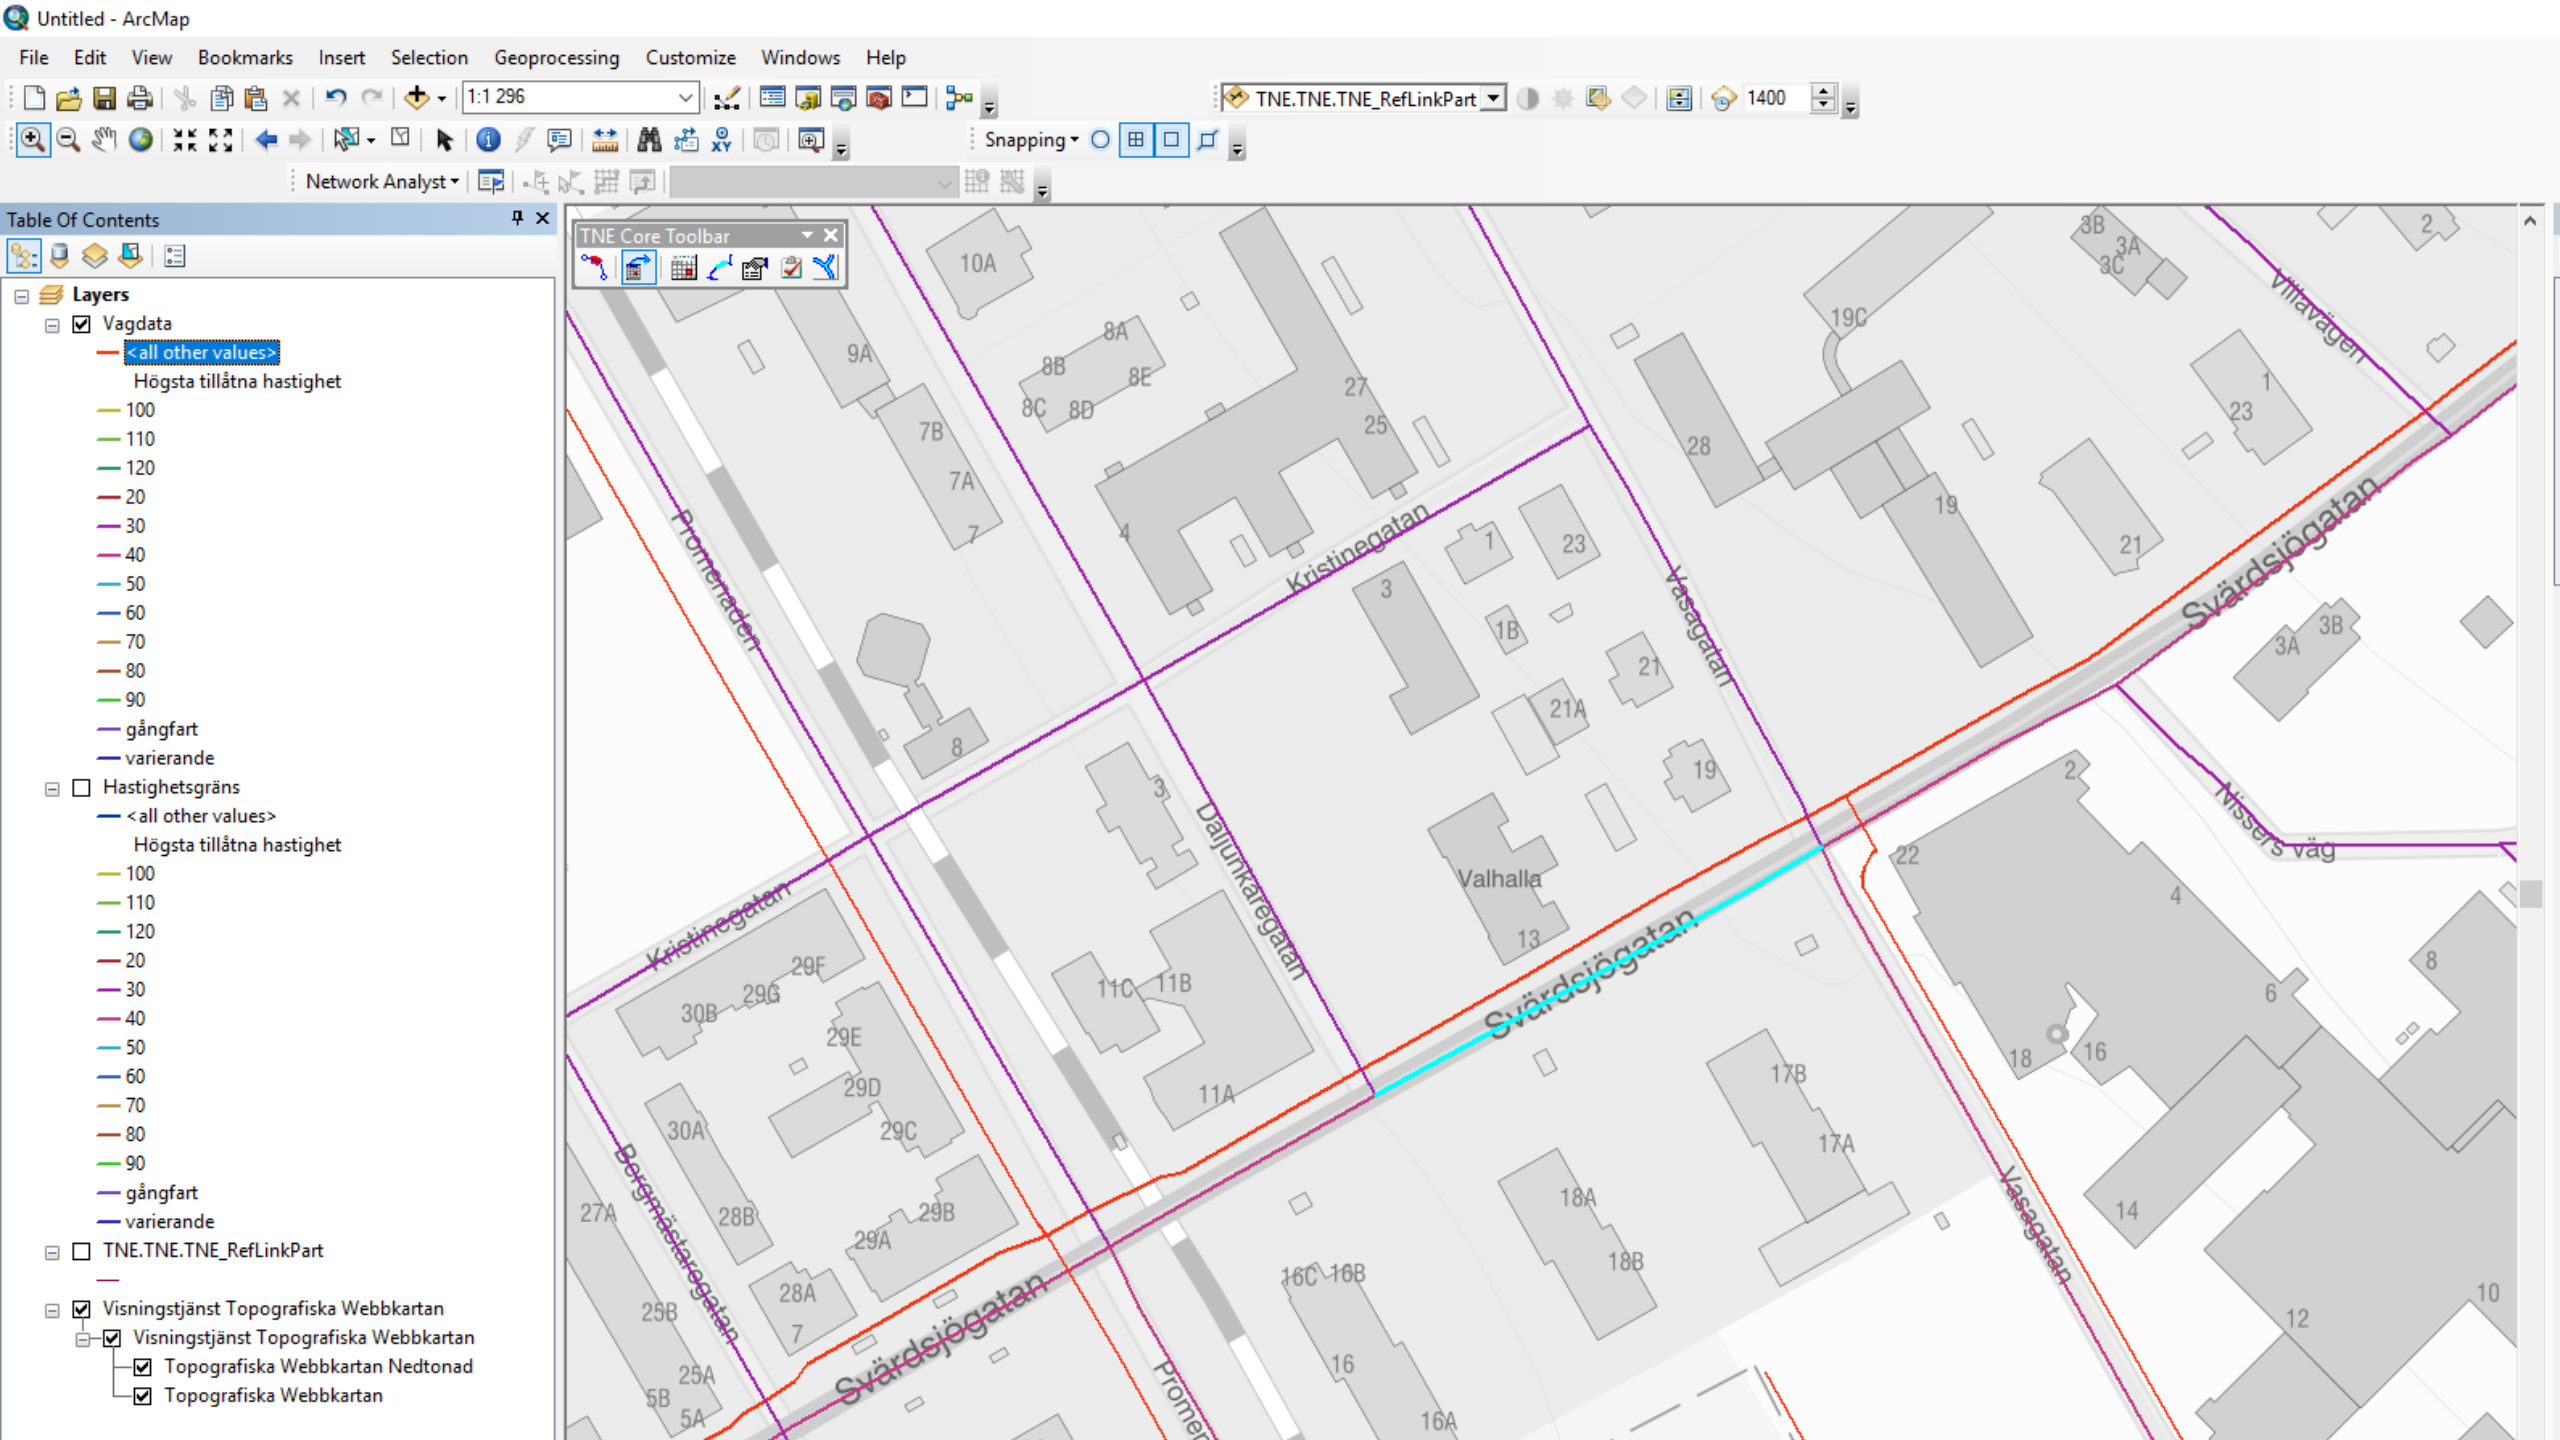 Untitled - ArcMap
File Edit View Bookmarks Insert Selection Geoprocessing Customize Windows Help
1:1 296
TNE.TNE.TNE_RefLinkPart
1400
Snapping
XY
Network Analyst
Table Of Contents
Layers
Vagdata
<all other values>
Högsta tillåtna hastighet
100
110
120
20
30
40
50
60
70
80
90
gångfart
varierande
Hastighetsgräns
<all other values>
Högsta tillåtna hastighet
100
110
120
20
30
40
50
60
70
80
90
gångfart
varierande
TNE.TNE.TNE_RefLinkPart
Visningstjänst Topografiska Webbkartan
Visningstjänst Topografiska Webbkartan
Topografiska Webbkartan Nedtonad
Topografiska Webbkartan
TNE Core Toolbar
10A
3B
3A
3C
2
Villavägen
19C
8A
8B
8E
8C
8D
9A
27
25
1
23
7B
28
7A
19
7
4
Kristinegatan
1
23
21
Svärdsjögatan
Promenaden
3
Vasagatan
1B
3B
3A
21
21A
8
19
2
3
Nissers väg
Daljunkaregatan
22
Valhalla
4
Kristinegatan
13
Svärdsjögatan
8
29F
29G
30B
11C
11B
6
29E
18
16
29D
11A
17B
30A
29C
17A
Bergmästaregatan
27A
28B
29B
29A
18A
14
Vasagatan
18B
16C
16B
28A
25B
7
Svärdsjögatan
10
12
16
25A
5B
5A
Promen
16A